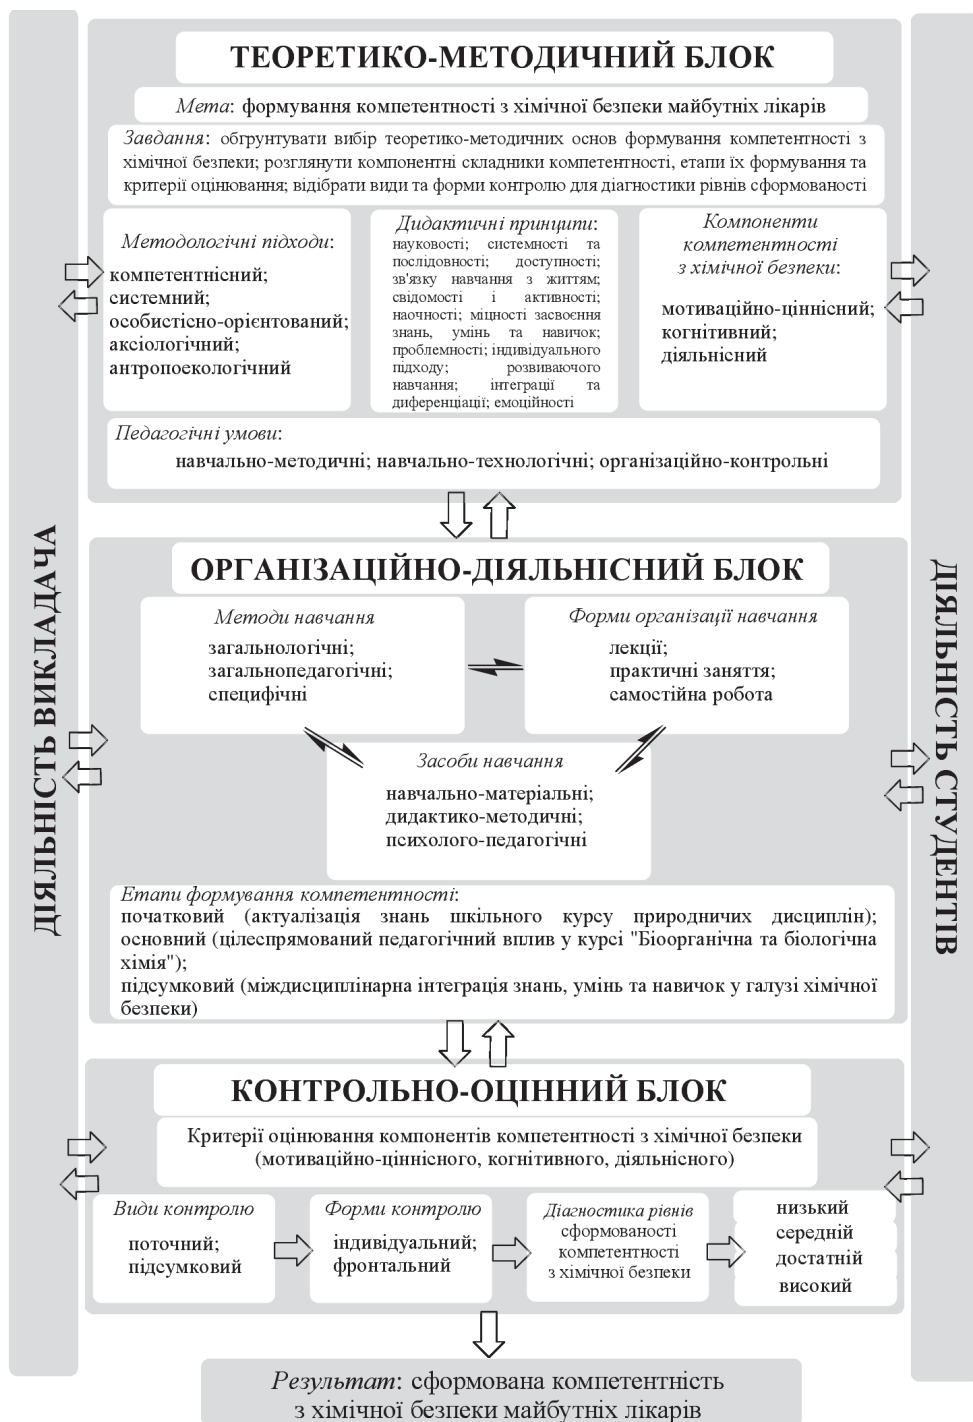 ТЕОРЕТИКО-МЕТОДИЧНИЙ БЛОК
Мета: формування компетентності з хімічної безпеки майбутніх лікарів
Завдання: обгрунтувати вибір теоретико-методичних основ формування компетентності з
хімічної безпеки; розглянути компонентні складники компетентності, етапи їх формування та
критерії оцінювання; відібрати види та форми контролю для діагностики рівнів сформованості
Методологічні підходи:
компетентнісний;
системний;
особистісно-орієнтований;
аксіологічний;
антропоекологічний
Дидактичні принципи:
науковості; системності та
послідовності; доступності;
зв'язку навчання з життям;
свідомості і активності;
наочності; міцності засвоєння
знань, умінь та навичок;
проблемності; індивідуального
підходу; розвиваючого
навчання; інтеграції та
диференціації; емоційності
Компоненти
компетентності
з хімічної безпеки:
мотиваційно-ціннісний;
когнітивний;
діяльнісний
Педагогічні умови:
навчально-методичні; навчально-технологічні; організаційно-контрольні
ДІЯЛЬНІСТЬ ВИКЛАДАЧА
ДІЯЛЬНІСТЬ СТУДЕНТІВ
ОРГАНІЗАЦІЙНО-ДІЯЛЬНІСНИЙ БЛОК
Методи навчання
загальнологічні;
загальнопедагогічні;
специфічні
Форми організації навчання
лекції;
практичні заняття;
самостійна робота
Засоби навчання
навчально-матеріальні;
дидактико-методичні;
психолого-педагогічні
Етапи формування компетентності:
початковий (актуалізація знань шкільного курсу природничих дисциплін);
основний (цілеспрямований педагогічний вплив у курсі "Біоорганічна та біологічна
хімія");
підсумковий (міждисциплінарна інтеграція знань, умінь та навичок у галузі хімічної
безпеки)
КОНТРОЛЬНО-ОЦІННИЙ БЛОК
Критерії оцінювання компонентів компетентності з хімічної безпеки
(мотиваційно-ціннісного, когнітивного, діяльнісного)
Види контролю
поточний;
підсумковий
Форми контролю
індивідуальний;
фронтальний
Діагностика рівнів
сформованості
компетентності
з хімічної безпеки
низький
середній
достатній
високий
Результат: сформована компетентність
з хімічної безпеки майбутніх лікарів